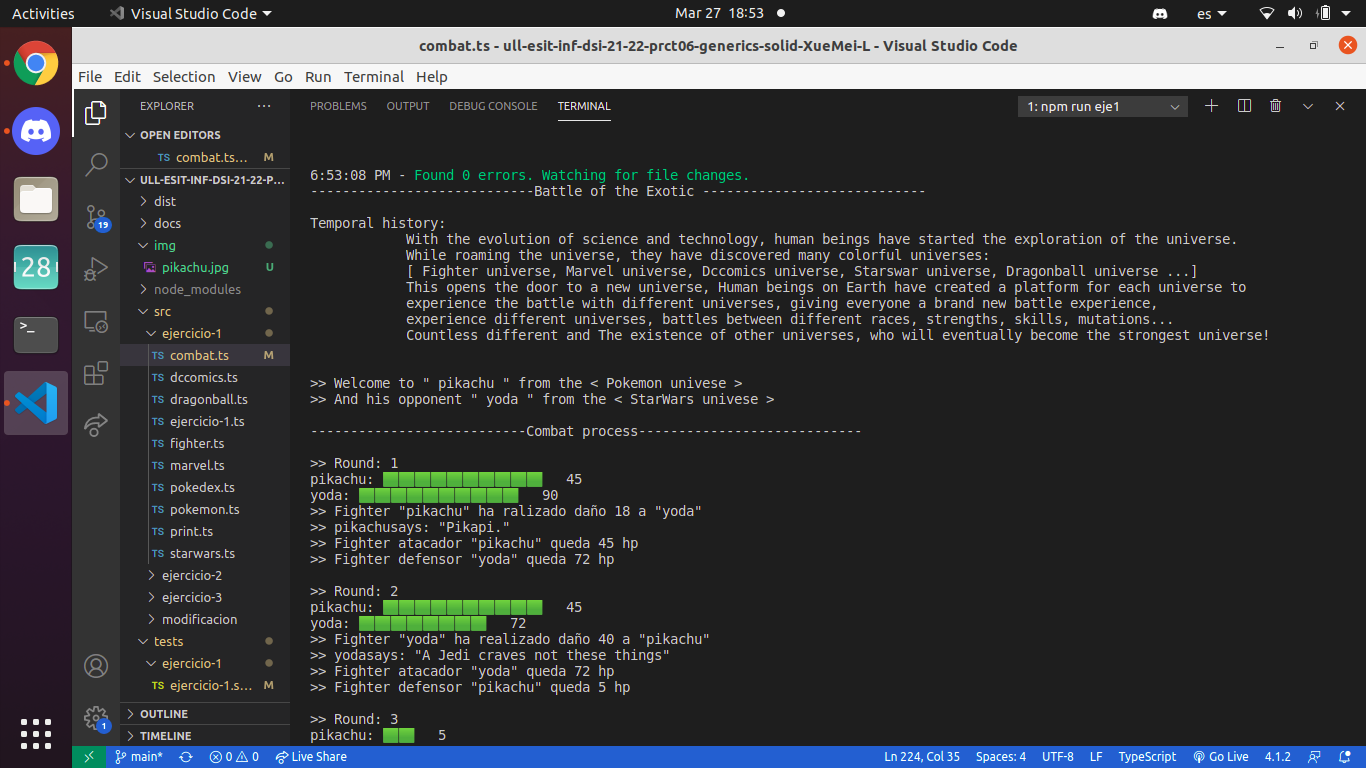 Activities
Visual Studio Code
Mar 27 18:53
es
combat.ts - ull-esit-inf-dsi-21-22-prct06-generics-solid-XueMei-L - Visual Studio Code
File Edit Selection View Go Run Terminal Help
EXPLORER
PROBLEMS OUTPUT DEBUG CONSOLE TERMINAL
1: npm run eje1
OPEN EDITORS
TS combat.ts... M
ULL-ESIT-INF-DSI-21-22-P...
dist
docs
img
pikachu.jpg U
node_modules
src
ejercicio-1
TS combat.ts M
TS dccomics.ts
TS dragonball.ts
TS ejercicio-1.ts
TS fighter.ts
TS marvel.ts
TS pokedex.ts
TS pokemon.ts
TS print.ts
TS starwars.ts
ejercicio-2
ejercicio-3
modificacion
tests
ejercicio-1
TS ejercicio-1.s... M
OUTLINE
TIMELINE
19
28
>_
1
6:53:08 PM - Found 0 errors. Watching for file changes.
----------------------------Battle of the Exotic ----------------------------
Temporal history:
With the evolution of science and technology, human beings have started the exploration of the universe.
While roaming the universe, they have discovered many colorful universes:
[ Fighter universe, Marvel universe, Dccomics universe, Starswar universe, Dragonball universe ...]
This opens the door to a new universe, Human beings on Earth have created a platform for each universe to
experience the battle with different universes, giving everyone a brand new battle experience,
experience different universes, battles between different races, strengths, skills, mutations...
Countless different and The existence of other universes, who will eventually become the strongest universe!
>> Welcome to " pikachu " from the < Pokemon univese >
>> And his opponent " yoda " from the < StarWars univese >
---------------------------Combat process----------------------------
>> Round: 1
pikachu: 45
yoda: 90
>> Fighter "pikachu" ha ralizado daño 18 a "yoda"
>> pikachusays: "Pikapi."
>> Fighter atacador "pikachu" queda 45 hp
>> Fighter defensor "yoda" queda 72 hp
>> Round: 2
pikachu: 45
yoda: 72
>> Fighter "yoda" ha realizado daño 40 a "pikachu"
>> yodasays: "A Jedi craves not these things"
>> Fighter atacador "yoda" queda 72 hp
>> Fighter defensor "pikachu" queda 5 hp
>> Round: 3
pikachu: 5
main* 0 0 Live Share Ln 224, Col 35 Spaces: 4 UTF-8 LF TypeScript Go Live 4.1.2